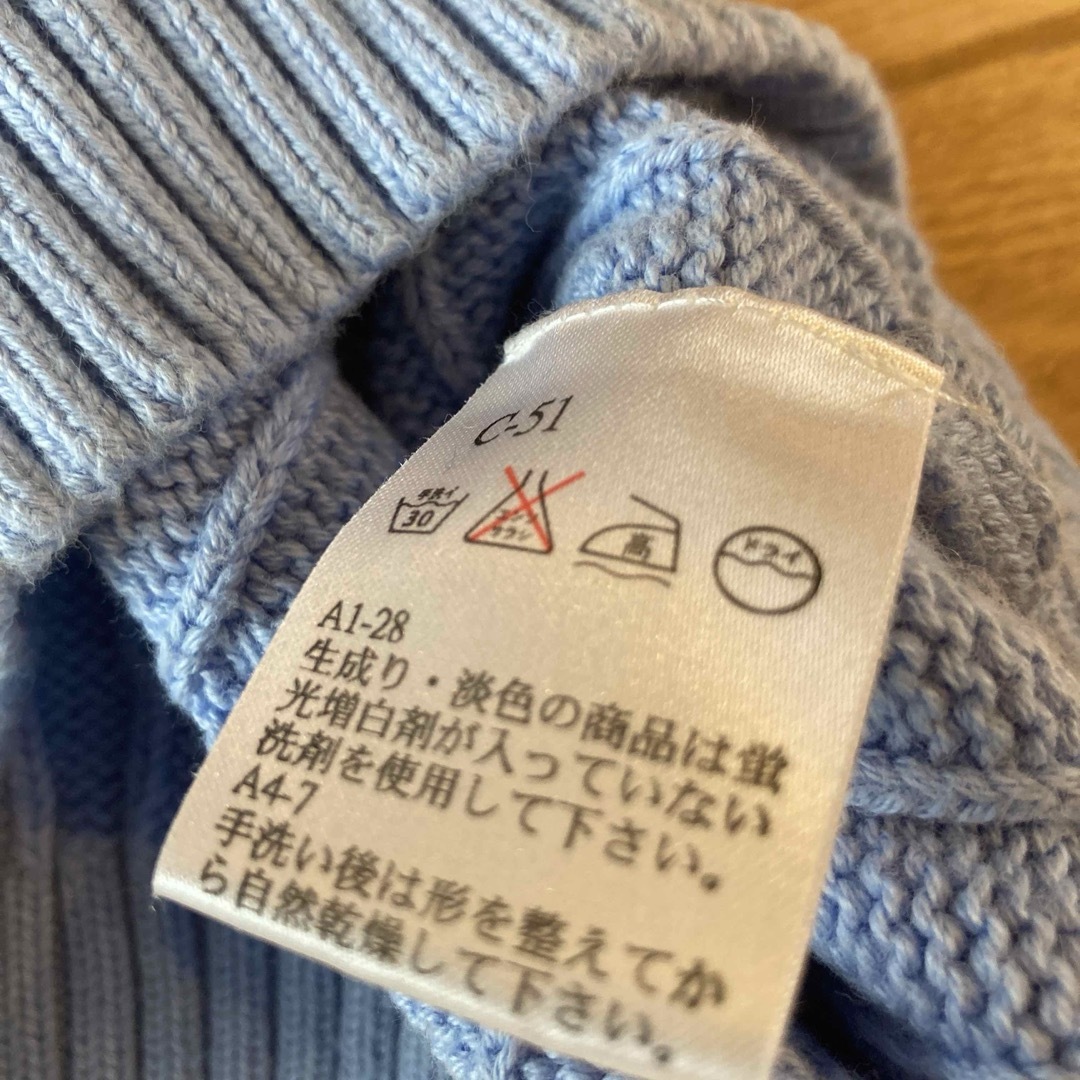 C-51
手洗イ 30 エンソ サラシ 高 ドライ
A1-28
生成り・淡色の商品は蛍
光増白剤が入っていない
洗剤を使用して下さい。
A4-7
手洗い後は形を整えてか
ら自然乾燥して下さい。